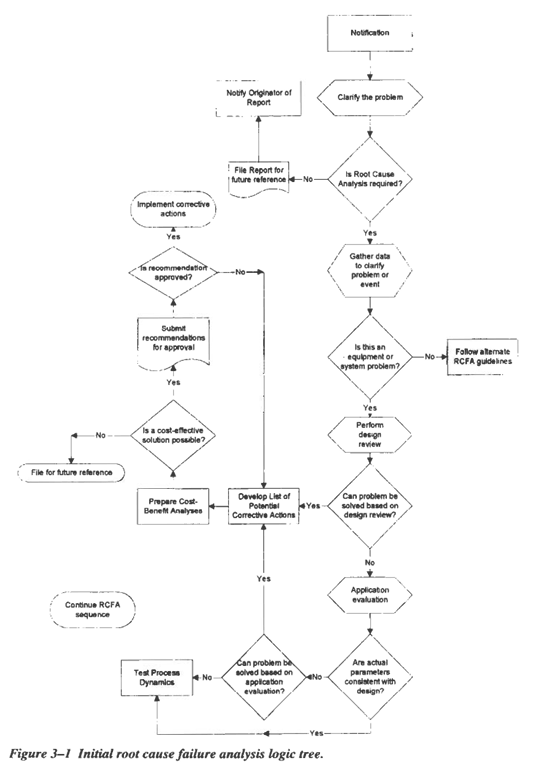 Notification
Clarify the problem
Notify Originator of
Report
Is Root Cause
Analysis required?
No
File Report for
future reference
Yes
Implement corrective
actions
Yes
Is recommendation
approved?
No
Gather data
to clarify
problem or
event
Submit
recommendations
for approval
Is this an
equipment or
system problem?
No
Follow alternate
RCFA guidelines
Yes
Yes
Perform
design
review
Is a cost-effective
solution possible?
No
File for future reference
Prepare Cost-
Benefit Analyses
Develop List of
Potential
Corrective Actions
Yes
Can problem be
solved based on
design review?
No
Yes
Application
evaluation
Continue RCFA
sequence
Test Process
Dynamics
No
Can problem be
solved based on
application
evaluation?
No
Are actual
parameters
consistent with
design?
Yes
Figure 3–1 Initial root cause failure analysis logic tree.